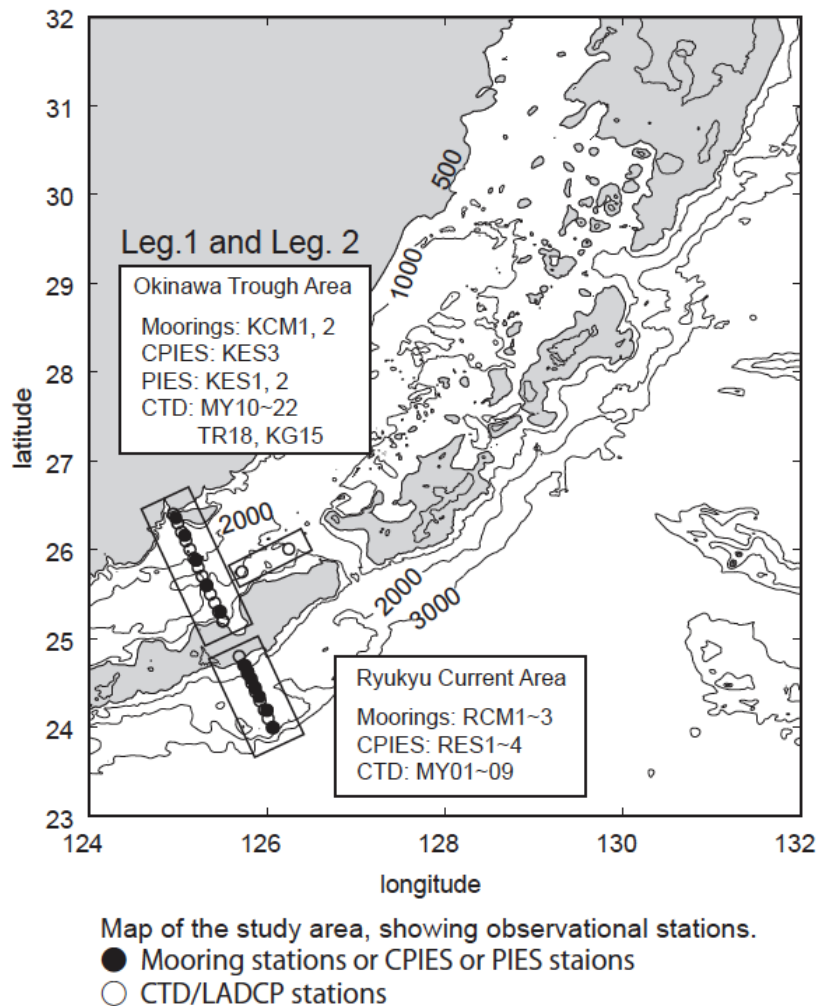 32
31
500
30
Leg.1 and Leg. 2
29
1000
Okinawa Trough Area
Moorings: KCM1, 2
CPIES: KES3
PIES: KES1, 2
CTD: MY10~22
TR18, KG15
28
latitude
27
2000
26
2000
3000
25
Ryukyu Current Area
Moorings: RCM1~3
CPIES: RES1~4
CTD: MY01~09
24
23
124 126 128 130 132
longitude
Map of the study area, showing observational stations.
● Mooring stations or CPIES or PIES staions
○ CTD/LADCP stations